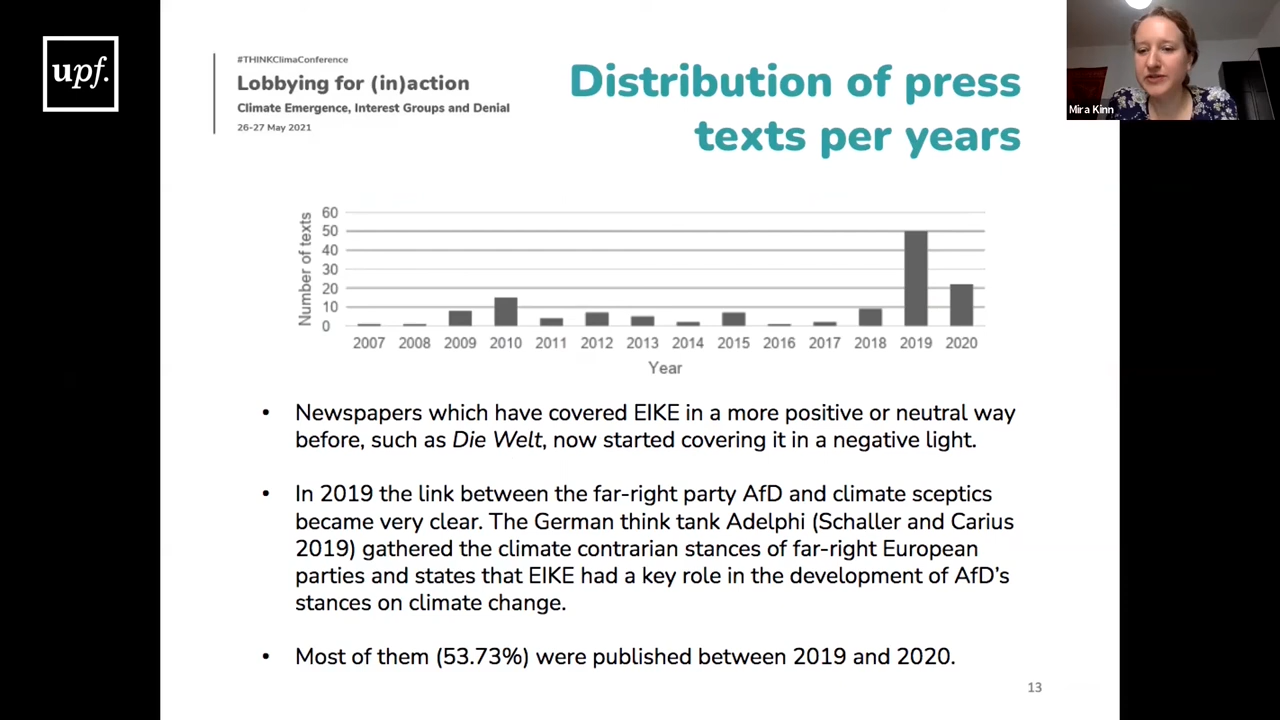 upf.
#THINKClimaConference
Lobbying for (in)action
Climate Emergence, Interest Groups and Denial
26-27 May 2021
Distribution of press
texts per years
Mira Kinn
Number of texts
60
50
40
30
20
10
0
2007 2008 2009 2010 2011 2012 2013 2014 2015 2016 2017 2018 2019 2020
Year
• Newspapers which have covered EIKE in a more positive or neutral way
before, such as Die Welt, now started covering it in a negative light.
• In 2019 the link between the far-right party AfD and climate sceptics
became very clear. The German think tank Adelphi (Schaller and Carius
2019) gathered the climate contrarian stances of far-right European
parties and states that EIKE had a key role in the development of AfD’s
stances on climate change.
• Most of them (53.73%) were published between 2019 and 2020.
13